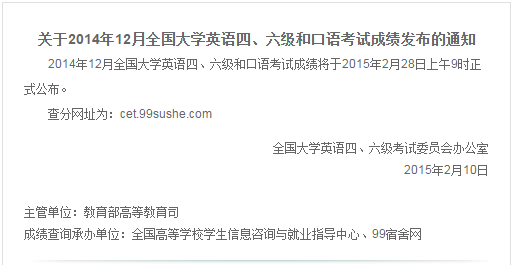 关于2014年12月全国大学英语四、六级和口语考试成绩发布的通知
2014年12月全国大学英语四、六级和口语考试成绩将于2015年2月28日上午9时正
式公布。
查分网址为：cet.99sushe.com
全国大学英语四、六级考试委员会办公室
2015年2月10日
主管单位：教育部高等教育司
成绩查询承办单位：全国高等学校学生信息咨询与就业指导中心、99宿舍网